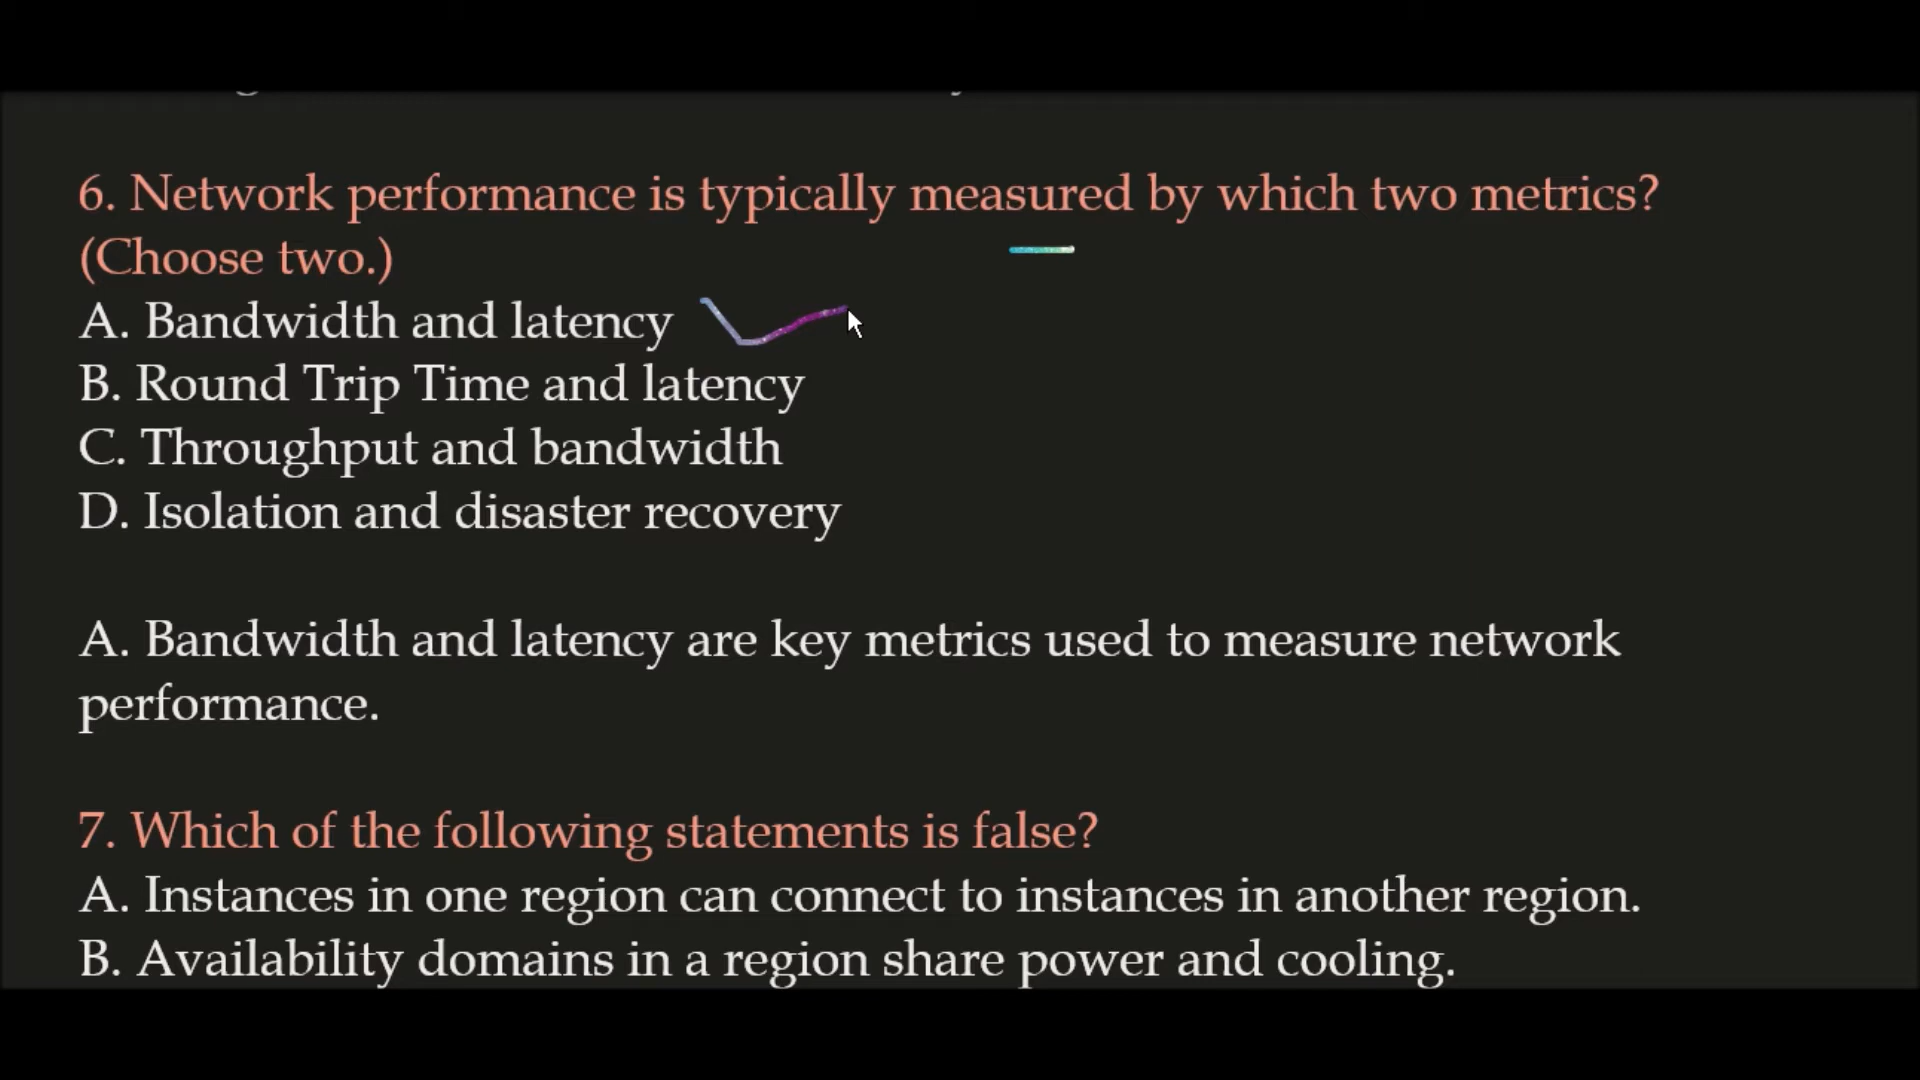 6. Network performance is typically measured by which two metrics?
(Choose two.)
A. Bandwidth and latency
B. Round Trip Time and latency
C. Throughput and bandwidth
D. Isolation and disaster recovery
A. Bandwidth and latency are key metrics used to measure network
performance.
7. Which of the following statements is false?
A. Instances in one region can connect to instances in another region.
B. Availability domains in a region share power and cooling.